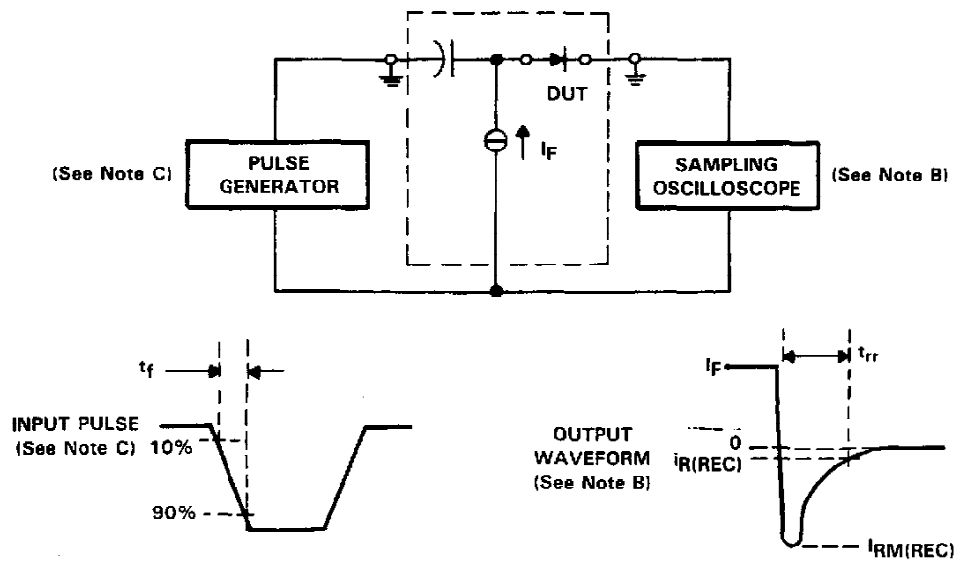 DUT
I_F
(See Note C)
PULSE
GENERATOR
SAMPLING
OSCILLOSCOPE
(See Note B)
t_f
INPUT PULSE
(See Note C)
10%
90%
I_F
t_rr
OUTPUT
WAVEFORM
(See Note B)
0
i_R(REC)
I_RM(REC)